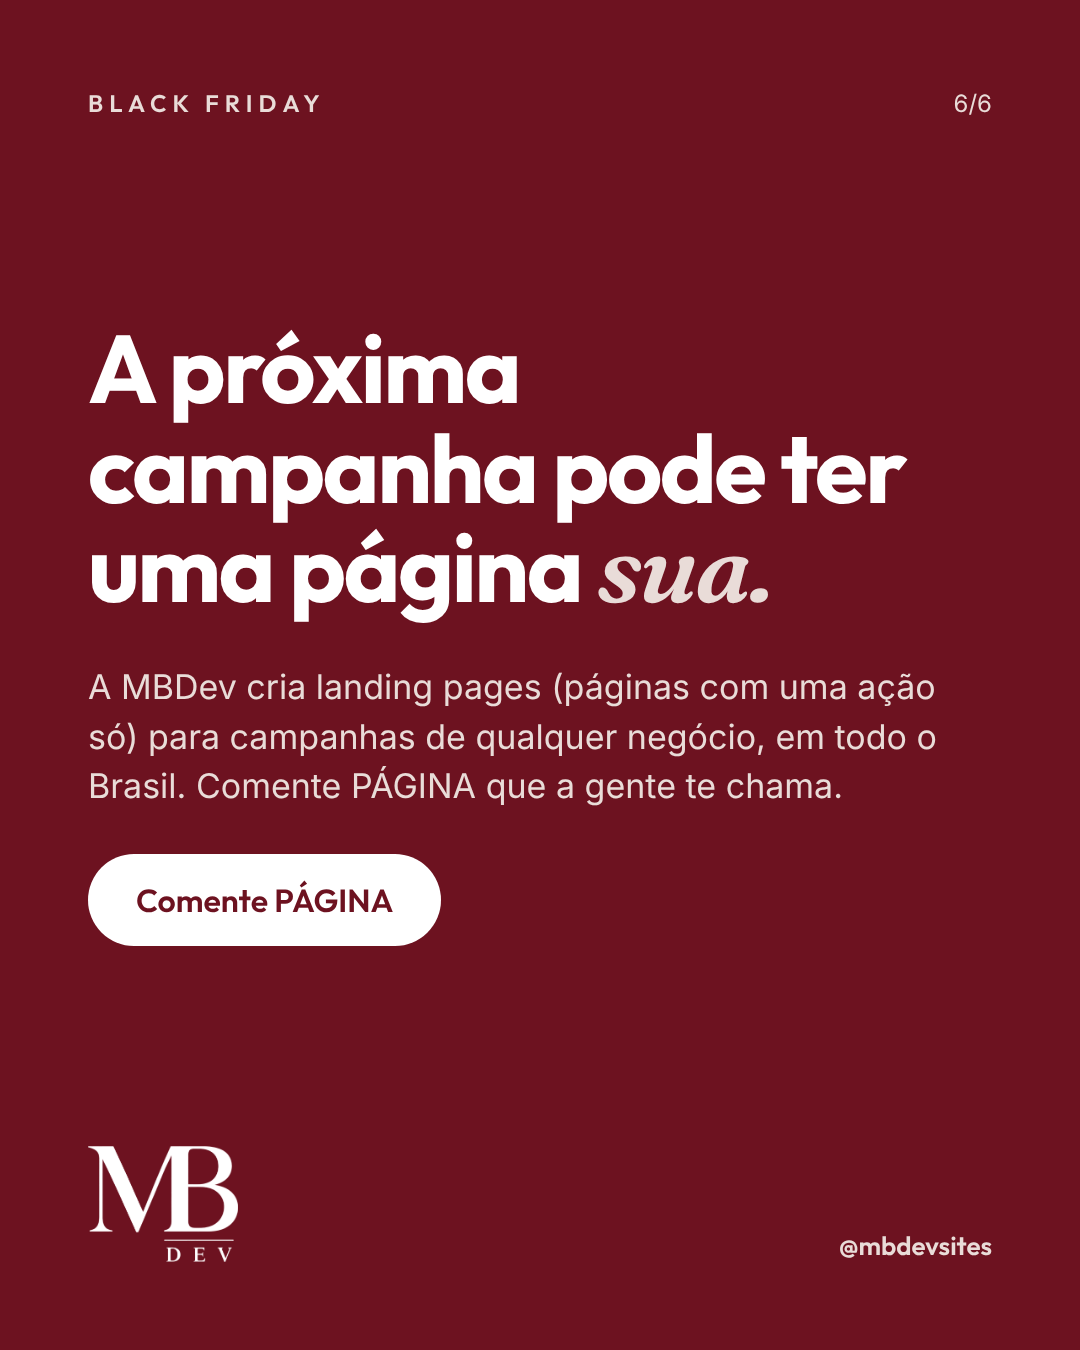 BLACK FRIDAY
6/6
A próxima
campanha pode ter
uma página sua.
A MBDev cria landing pages (páginas com uma ação
só) para campanhas de qualquer negócio, em todo o
Brasil. Comente PÁGINA que a gente te chama.
Comente PÁGINA
MB
DEV
@mbdevsites